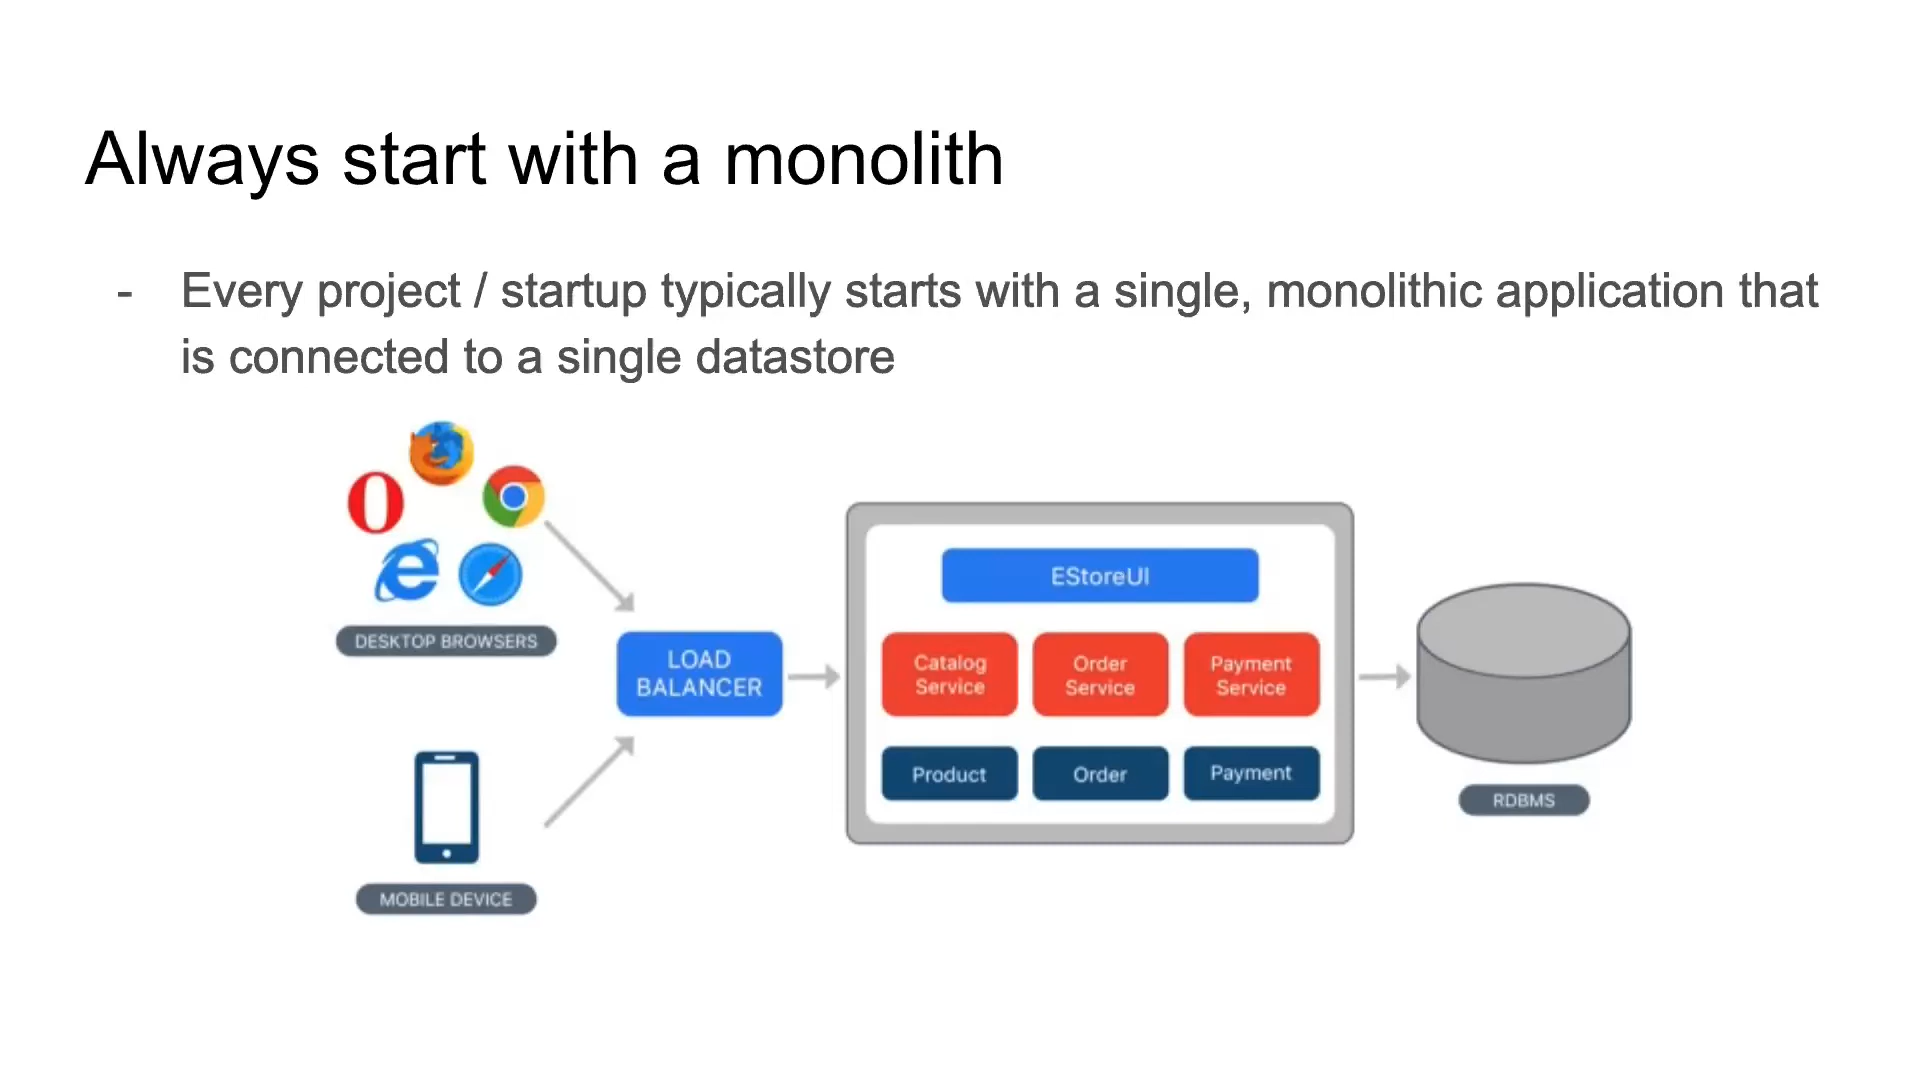 Always start with a monolith
- Every project / startup typically starts with a single, monolithic application that
is connected to a single datastore
DESKTOP BROWSERS
LOAD
BALANCER
EStoreUI
Catalog
Service
Order
Service
Payment
Service
Product
Order
Payment
RDBMS
MOBILE DEVICE